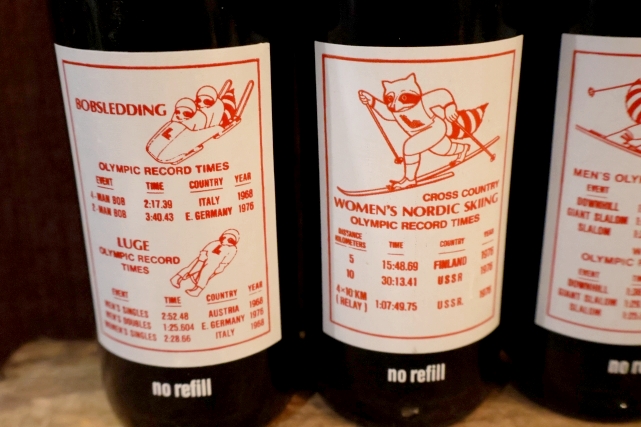 BOBSLEDDING
OLYMPIC RECORD TIMES
EVENT TIME COUNTRY YEAR
4-MAN BOB 2:17.39 ITALY 1968
2-MAN BOB 3:40.43 E. GERMANY 1976
LUGE
OLYMPIC RECORD
TIMES
EVENT TIME COUNTRY YEAR
MEN'S SINGLES 2:52.48 AUSTRIA 1968
MEN'S DOUBLES 1:25.604 E. GERMANY 1976
WOMEN'S SINGLES 2:28.66 ITALY 1968
no refill
CROSS COUNTRY
WOMEN'S NORDIC SKIING
OLYMPIC RECORD TIMES
DISTANCE
KILOMETERS TIME COUNTRY YEAR
5 15:48.69 FINLAND 1976
10 30:13.41 USSR 1976
4×10 KM
(RELAY) 1:07:49.75 U.S.S.R. 1976
no refill
MEN'S OLY
EVENT
DOWNHILL
GIANT SLALOM
SLALOM
OLYMPIC
EVENT
DOWNHILL
GIANT SLALOM
SLALOM
no re